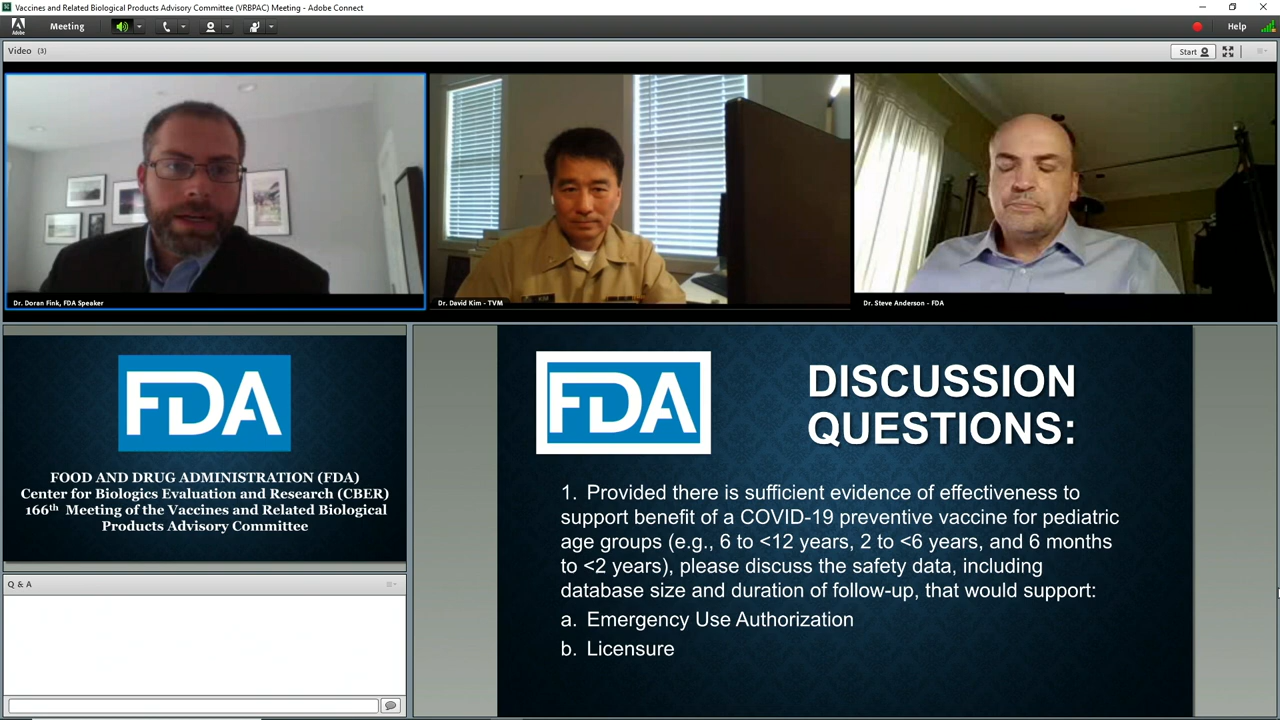 Vaccines and Related Biological Products Advisory Committee (VRBPAC) Meeting - Adobe Connect
Meeting
Help
Adobe
Video (3)
Start
Dr. Doran Fink, FDA Speaker
KIM
Dr. David Kim - TVM
Dr. Steve Anderson - FDA
FDA
FOOD AND DRUG ADMINISTRATION (FDA)
Center for Biologics Evaluation and Research (CBER)
166th Meeting of the Vaccines and Related Biological
Products Advisory Committee
Q & A
FDA
DISCUSSION
QUESTIONS:
1. Provided there is sufficient evidence of effectiveness to
support benefit of a COVID-19 preventive vaccine for pediatric
age groups (e.g., 6 to <12 years, 2 to <6 years, and 6 months
to <2 years), please discuss the safety data, including
database size and duration of follow-up, that would support:
a. Emergency Use Authorization
b. Licensure